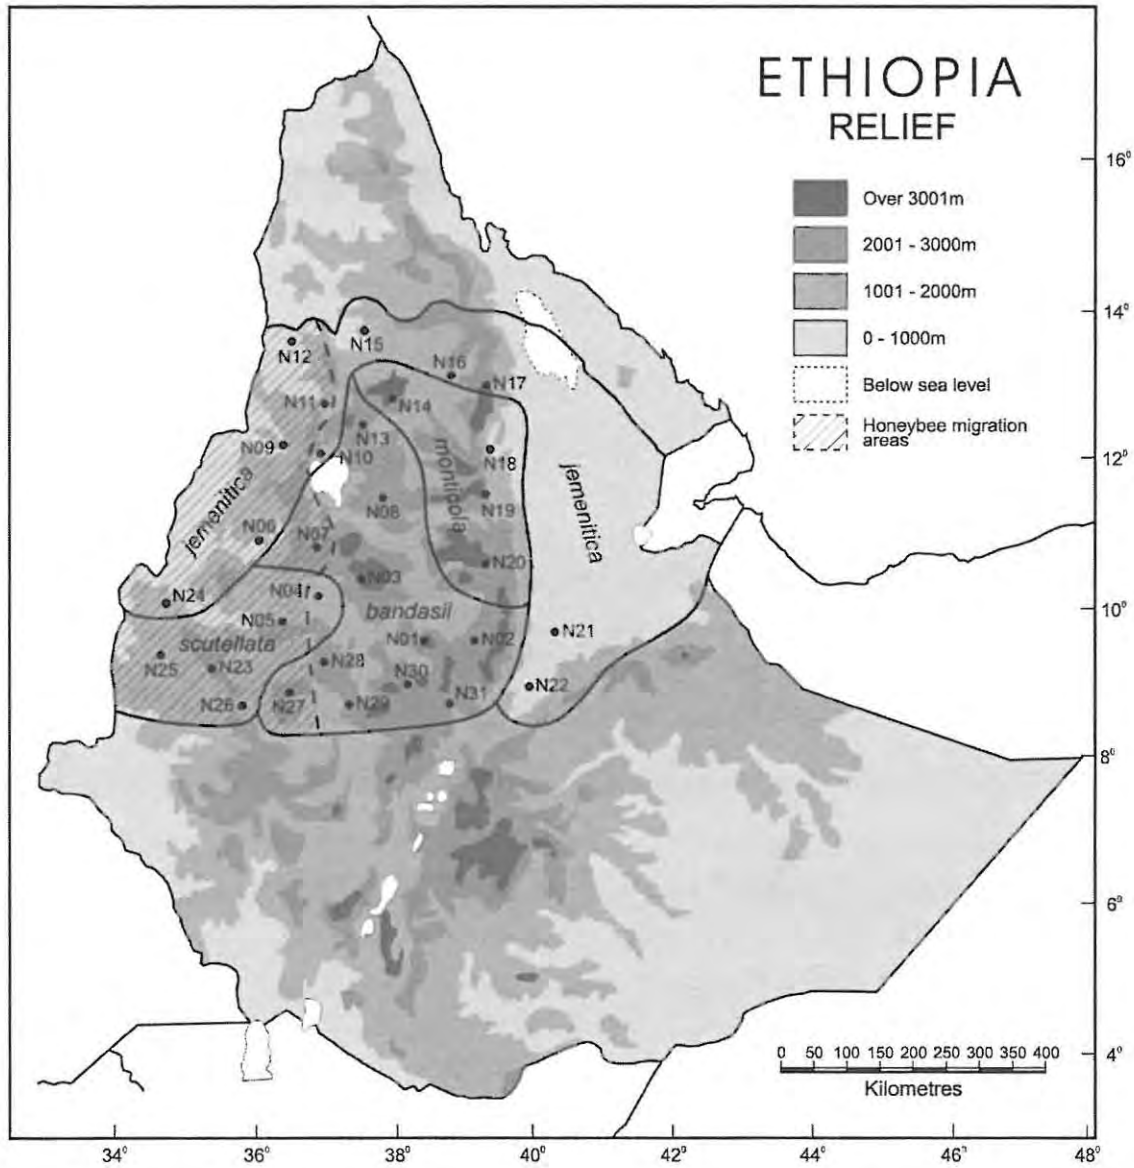 ETHIOPIA
RELIEF
Over 3001m
2001 - 3000m
1001 - 2000m
0 - 1000m
Below sea level
Honeybee migration
areas
16°
14°
12°
10°
8°
6°
4°
N12
N15
N16
N17
N11
N14
N13
N09
N10
N18
monticola
jemenitica
jemenitica
N08
N19
N06
N07
N20
N03
N24
N04
bandasil
N05
scutellata
N01
N02
N21
N25
N23
N28
N30
N22
N26
N27
N29
N31
0 50 100 150 200 250 300 350 400
Kilometres
34° 36° 38° 40° 42° 44° 46° 48°